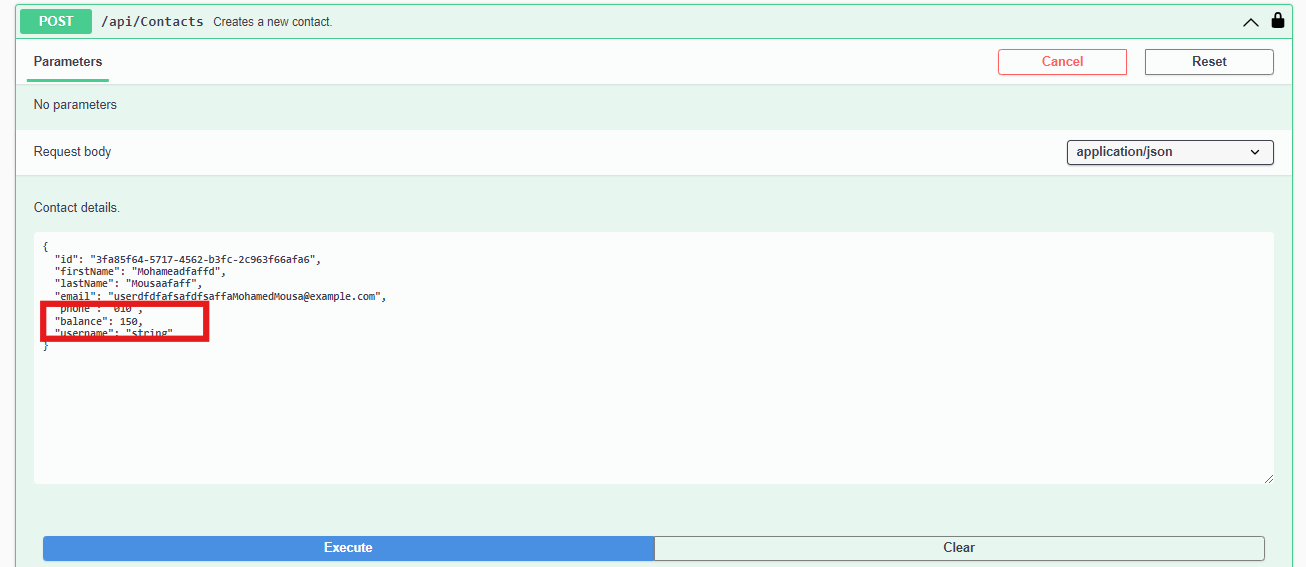 POST /api/Contacts Creates a new contact.
Parameters Cancel Reset
No parameters
Request body application/json
Contact details.
{
"id": "3fa85f64-5717-4562-b3fc-2c963f66afa6",
"firstName": "Mohameadfaffd",
"lastName": "Mousaafaff",
"email": "userdfdfafsafdfsaffaMohamedMousa@example.com",
"phone": "010",
"balance": 150,
"username": "string"
}
Execute Clear